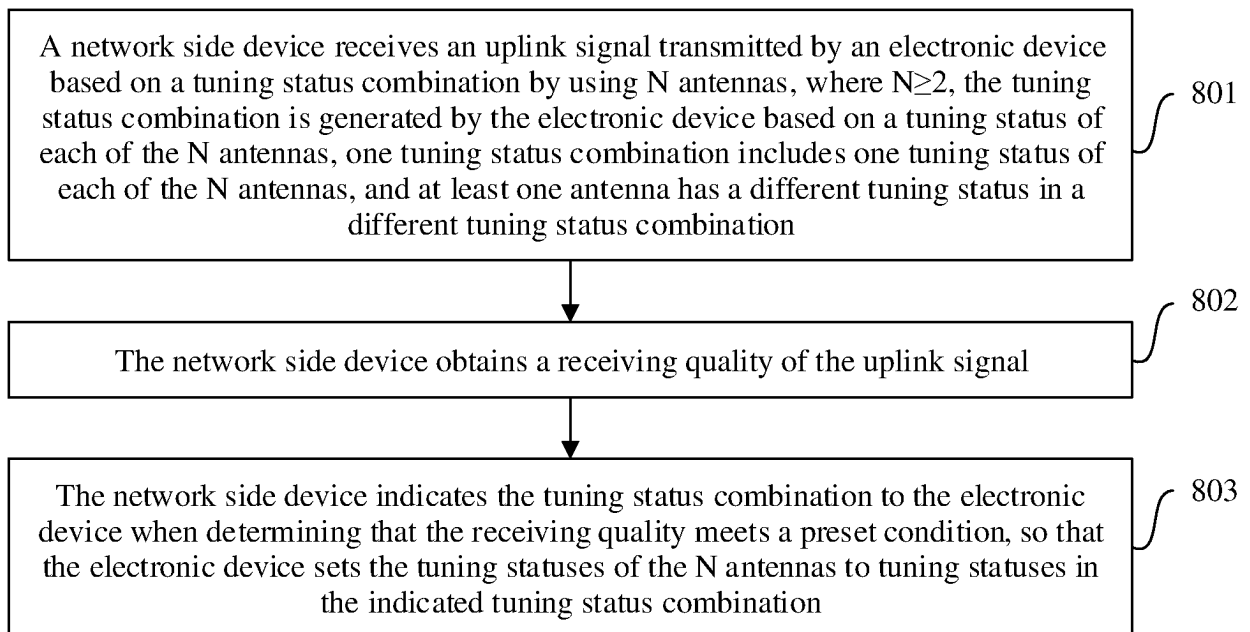 A network side device receives an uplink signal transmitted by an electronic device
based on a tuning status combination by using N antennas, where N≥2, the tuning
status combination is generated by the electronic device based on a tuning status of
each of the N antennas, one tuning status combination includes one tuning status of
each of the N antennas, and at least one antenna has a different tuning status in a
different tuning status combination
801
The network side device obtains a receiving quality of the uplink signal
802
The network side device indicates the tuning status combination to the electronic
device when determining that the receiving quality meets a preset condition, so that
the electronic device sets the tuning statuses of the N antennas to tuning statuses in
the indicated tuning status combination
803